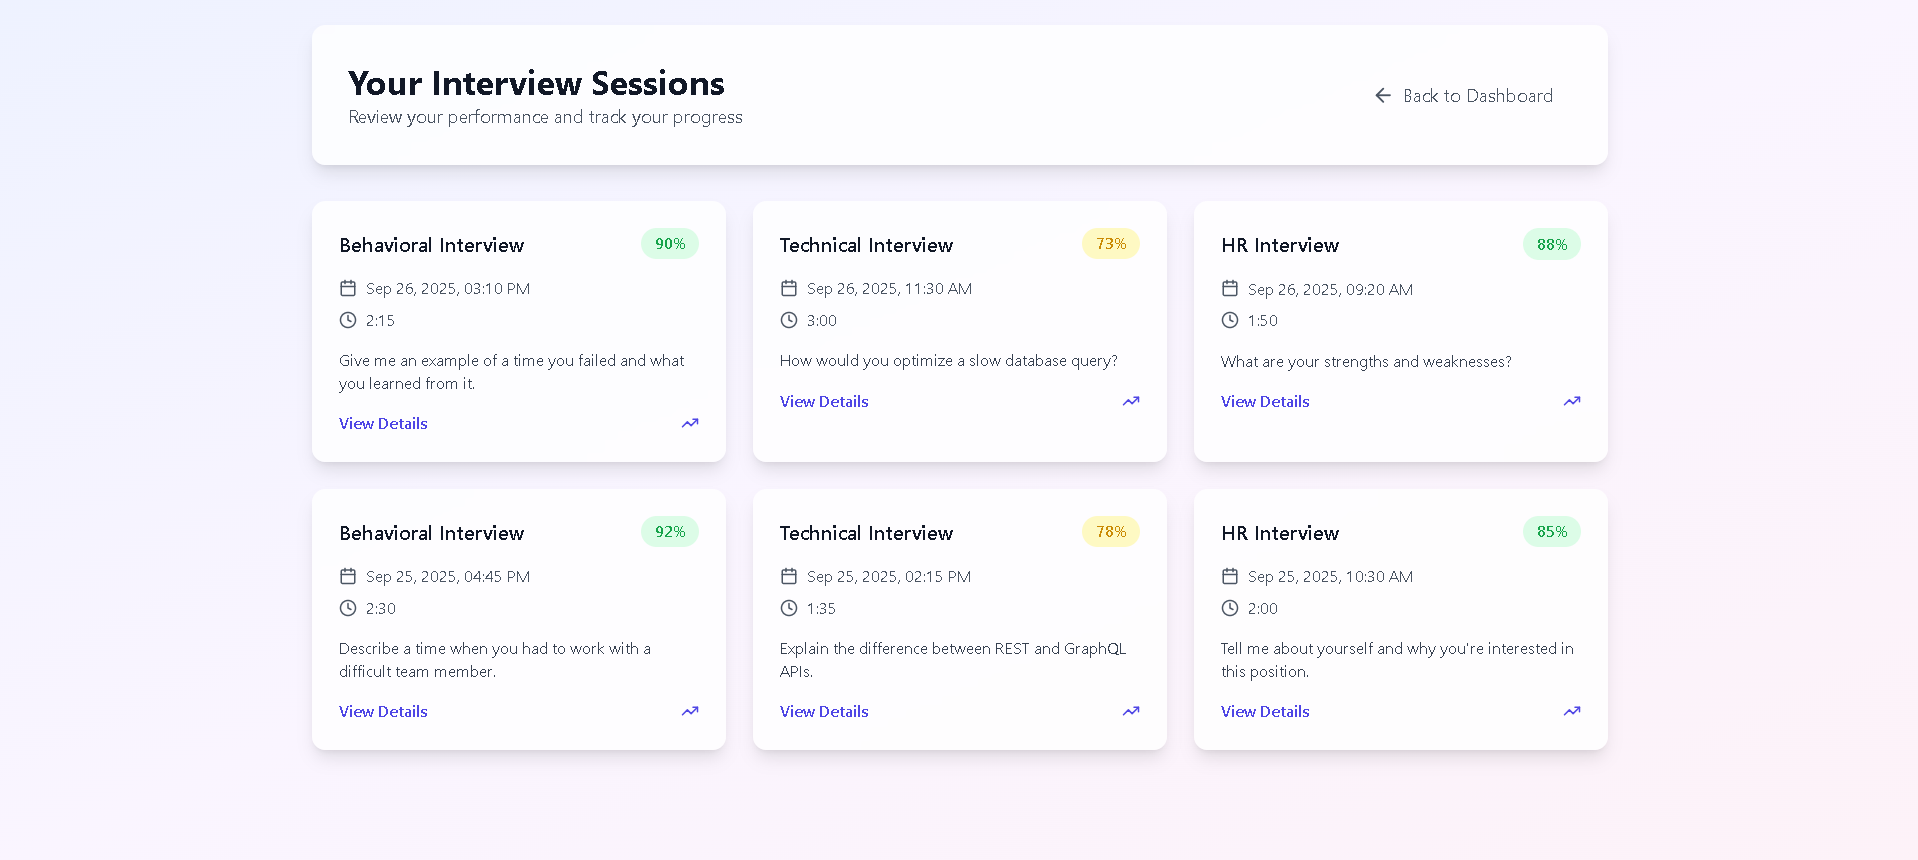 Your Interview Sessions
Review your performance and track your progress
Back to Dashboard
Behavioral Interview
90%
Sep 26, 2025, 03:10 PM
2:15
Give me an example of a time you failed and what
you learned from it.
View Details
Technical Interview
73%
Sep 26, 2025, 11:30 AM
3:00
How would you optimize a slow database query?
View Details
HR Interview
88%
Sep 26, 2025, 09:20 AM
1:50
What are your strengths and weaknesses?
View Details
Behavioral Interview
92%
Sep 25, 2025, 04:45 PM
2:30
Describe a time when you had to work with a
difficult team member.
View Details
Technical Interview
78%
Sep 25, 2025, 02:15 PM
1:35
Explain the difference between REST and GraphQL
APIs.
View Details
HR Interview
85%
Sep 25, 2025, 10:30 AM
2:00
Tell me about yourself and why you're interested in
this position.
View Details